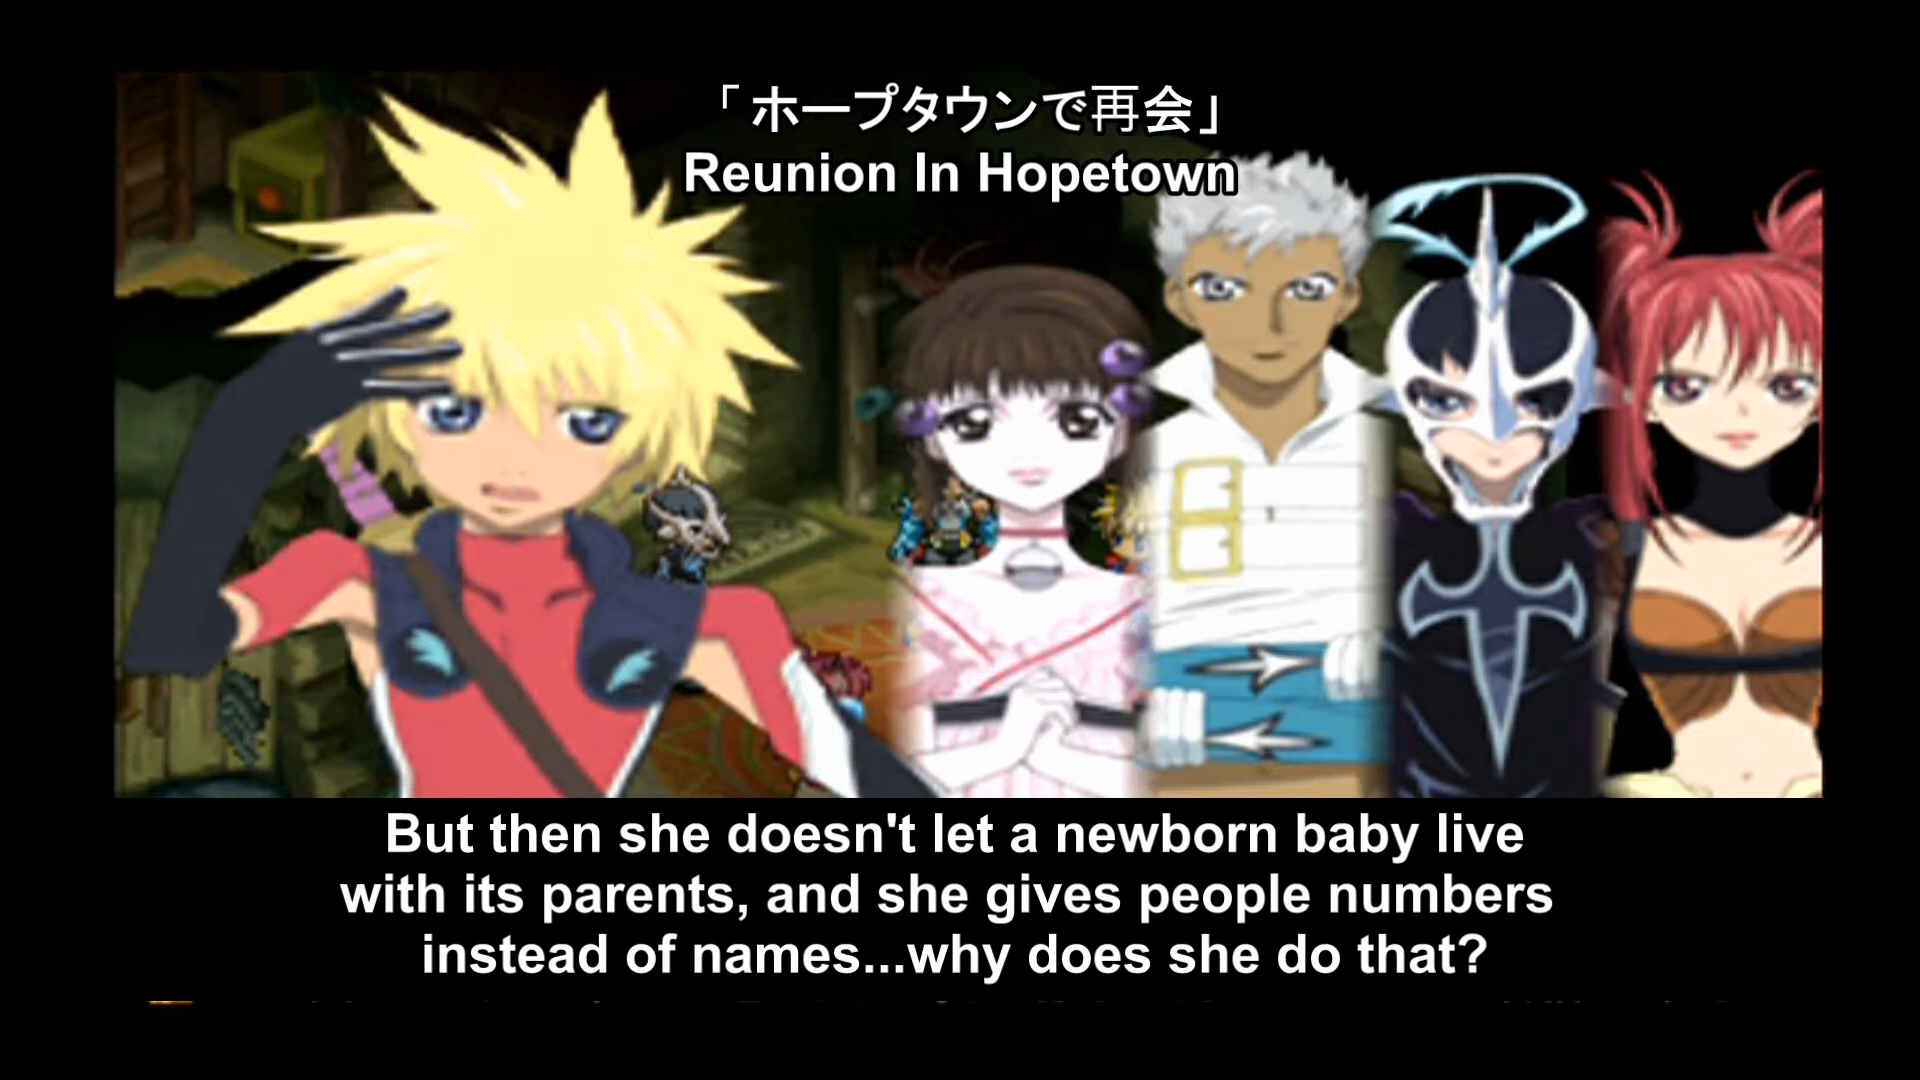 「ホープタウンで再会」
Reunion In Hopetown
But then she doesn't let a newborn baby live
with its parents, and she gives people numbers
instead of names...why does she do that?